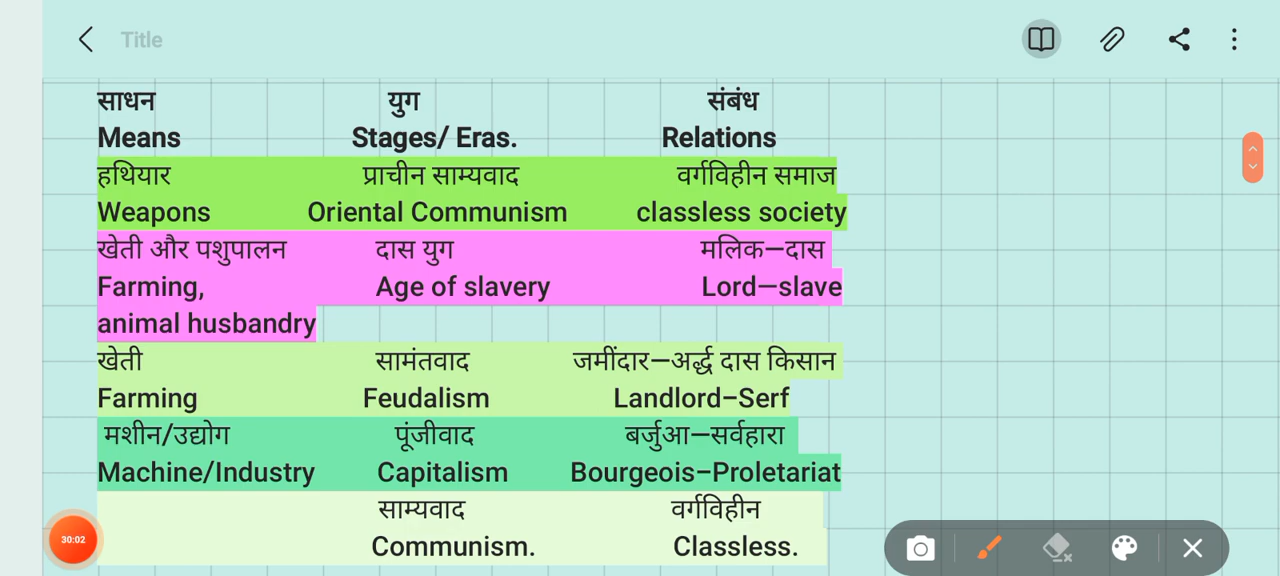 Title
साधन युग संबंध
Means Stages/ Eras. Relations
हथियार प्राचीन साम्यवाद वर्गविहीन समाज
Weapons Oriental Communism classless society
खेती और पशुपालन दास युग मलिक—दास
Farming, Age of slavery Lord—slave
animal husbandry
खेती सामंतवाद जमींदार—अर्द्ध दास किसान
Farming Feudalism Landlord–Serf
मशीन/उद्योग पूंजीवाद बर्जुआ—सर्वहारा
Machine/Industry Capitalism Bourgeois–Proletariat
साम्यवाद वर्गविहीन
Communism. Classless.
30:02